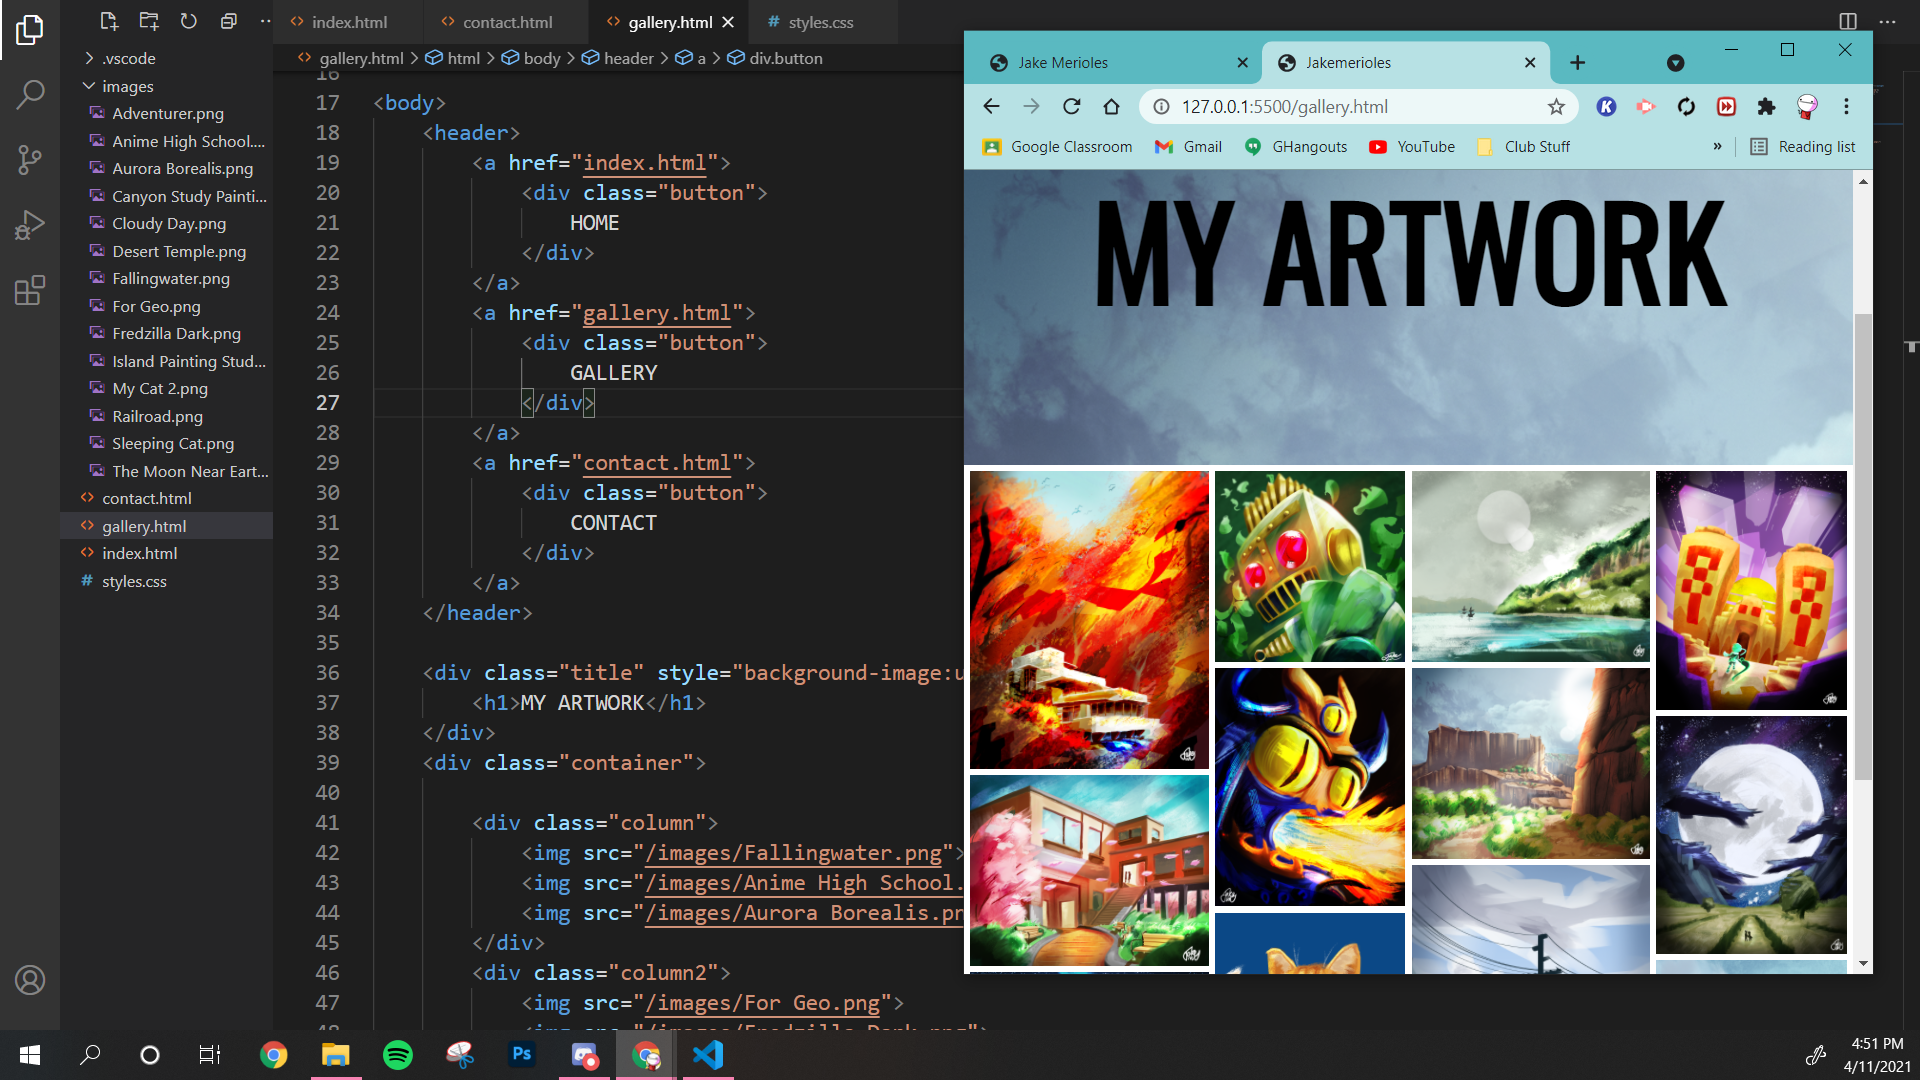 index.html
contact.html
gallery.html
styles.css
gallery.html > html > body > header > a > div.button
.vscode
images
Adventurer.png
Anime High School....
Aurora Borealis.png
Canyon Study Painti...
Cloudy Day.png
Desert Temple.png
Fallingwater.png
For Geo.png
Fredzilla Dark.png
Island Painting Stud...
My Cat 2.png
Railroad.png
Sleeping Cat.png
The Moon Near Eart...
contact.html
gallery.html
index.html
styles.css
16
17 <body>
18 <header>
19 <a href="index.html">
20 <div class="button">
21 HOME
22 </div>
23 </a>
24 <a href="gallery.html">
25 <div class="button">
26 GALLERY
27 </div>
28 </a>
29 <a href="contact.html">
30 <div class="button">
31 CONTACT
32 </div>
33 </a>
34 </header>
35
36 <div class="title" style="background-image:u
37 <h1>MY ARTWORK</h1>
38 </div>
39 <div class="container">
40
41 <div class="column">
42 <img src="/images/Fallingwater.png">
43 <img src="/images/Anime High School.
44 <img src="/images/Aurora Borealis.pn
45 </div>
46 <div class="column2">
47 <img src="/images/For Geo.png">
48 <img src="/images/Fredzilla Dark.png">
Jake Merioles
Jakemerioles
127.0.0.1:5500/gallery.html
Google Classroom
Gmail
GHangouts
YouTube
Club Stuff
»
Reading list
MY ARTWORK
Ps
4:51 PM
4/11/2021